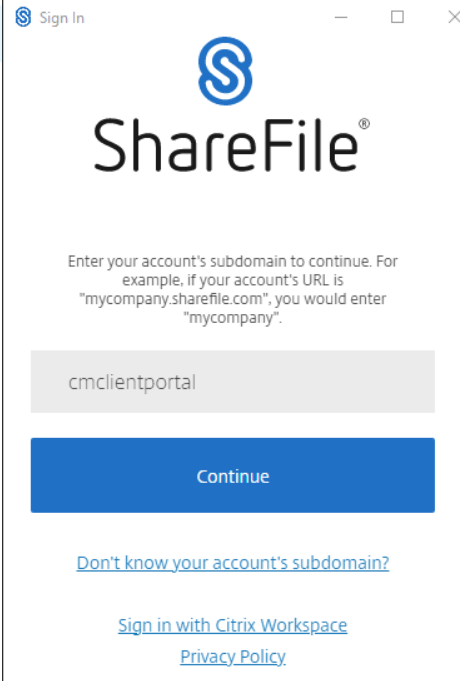 Sign In
ShareFile®
Enter your account's subdomain to continue. For
example, if your account's URL is
"mycompany.sharefile.com", you would enter
"mycompany".
cmclientportal
Continue
Don't know your account's subdomain?
Sign in with Citrix Workspace
Privacy Policy